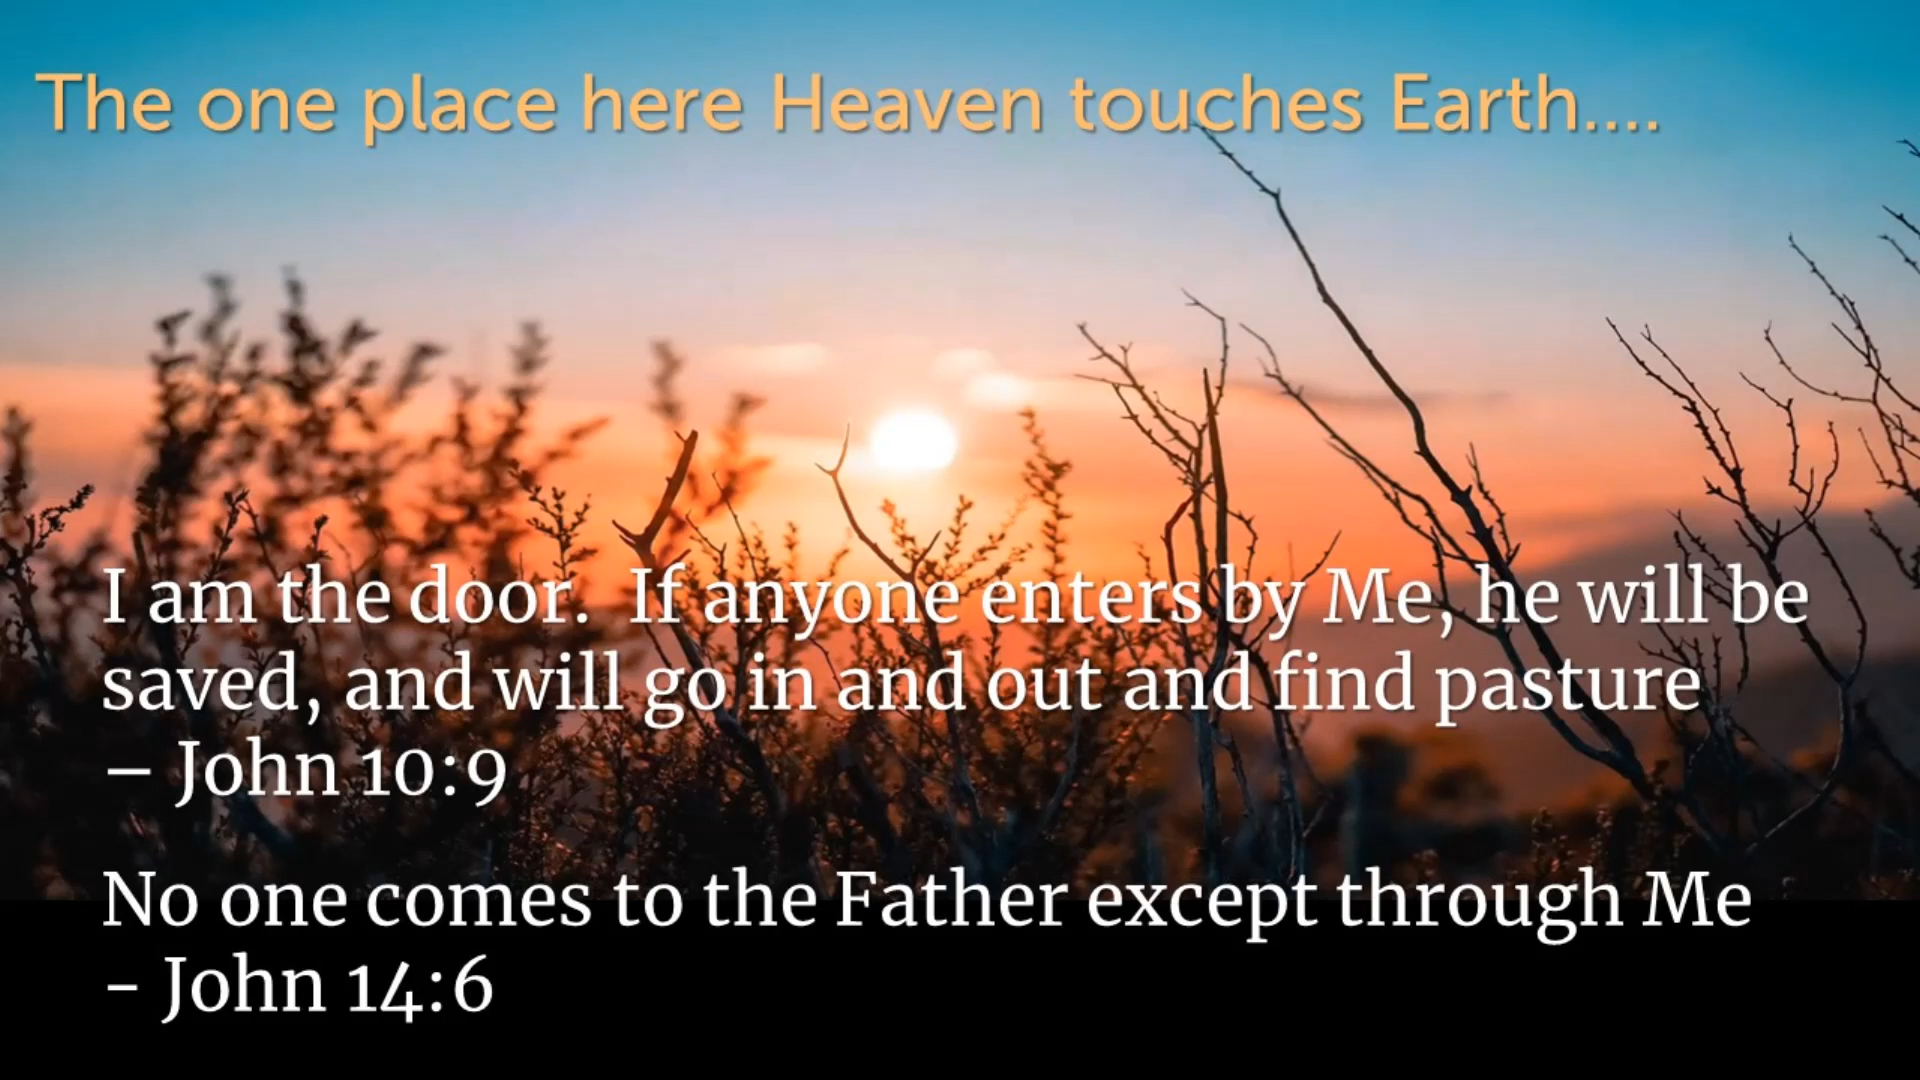 The one place here Heaven touches Earth....
I am the door.  If anyone enters by Me, he will be
saved, and will go in and out and find pasture
– John 10:9
No one comes to the Father except through Me
- John 14:6